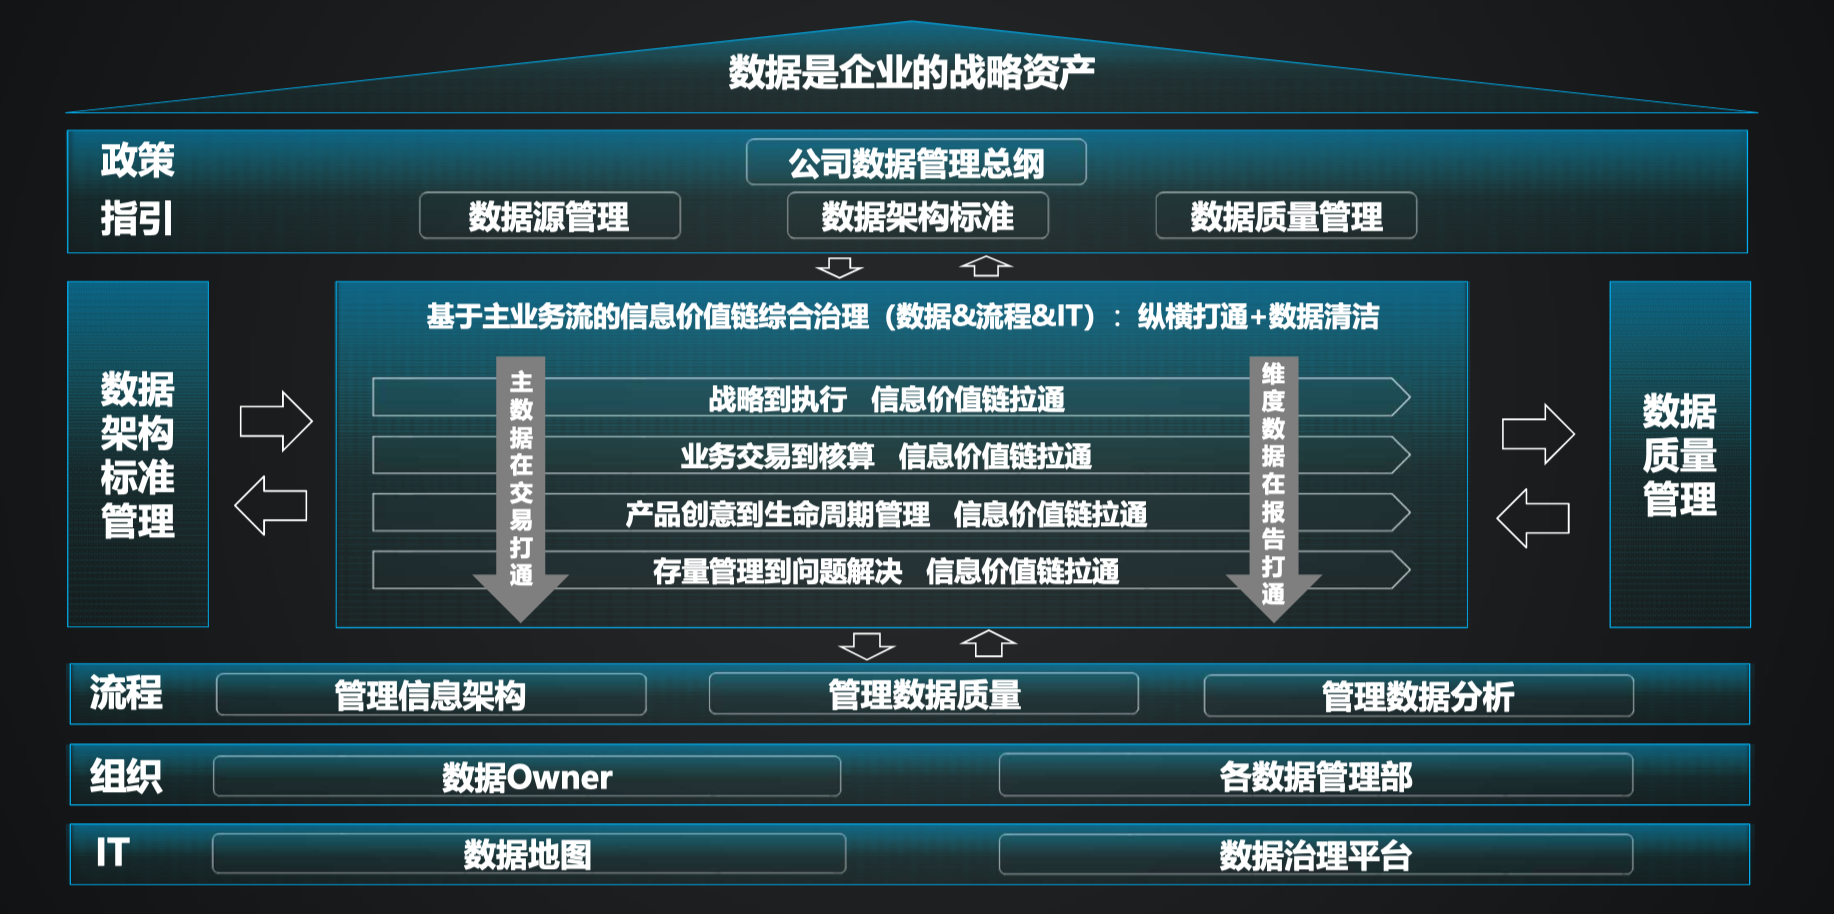 数据是企业的战略资产
政策
公司数据管理总纲
指引
数据源管理
数据架构标准
数据质量管理
数据
架构
标准
管理
基于主业务流的信息价值链综合治理（数据&流程&IT）：纵横打通+数据清洁
主数据在交易打通
战略到执行 信息价值链拉通
业务交易到核算 信息价值链拉通
产品创意到生命周期管理 信息价值链拉通
存量管理到问题解决 信息价值链拉通
维度数据在报告打通
数据
质量
管理
流程
管理信息架构
管理数据质量
管理数据分析
组织
数据Owner
各数据管理部
IT
数据地图
数据治理平台